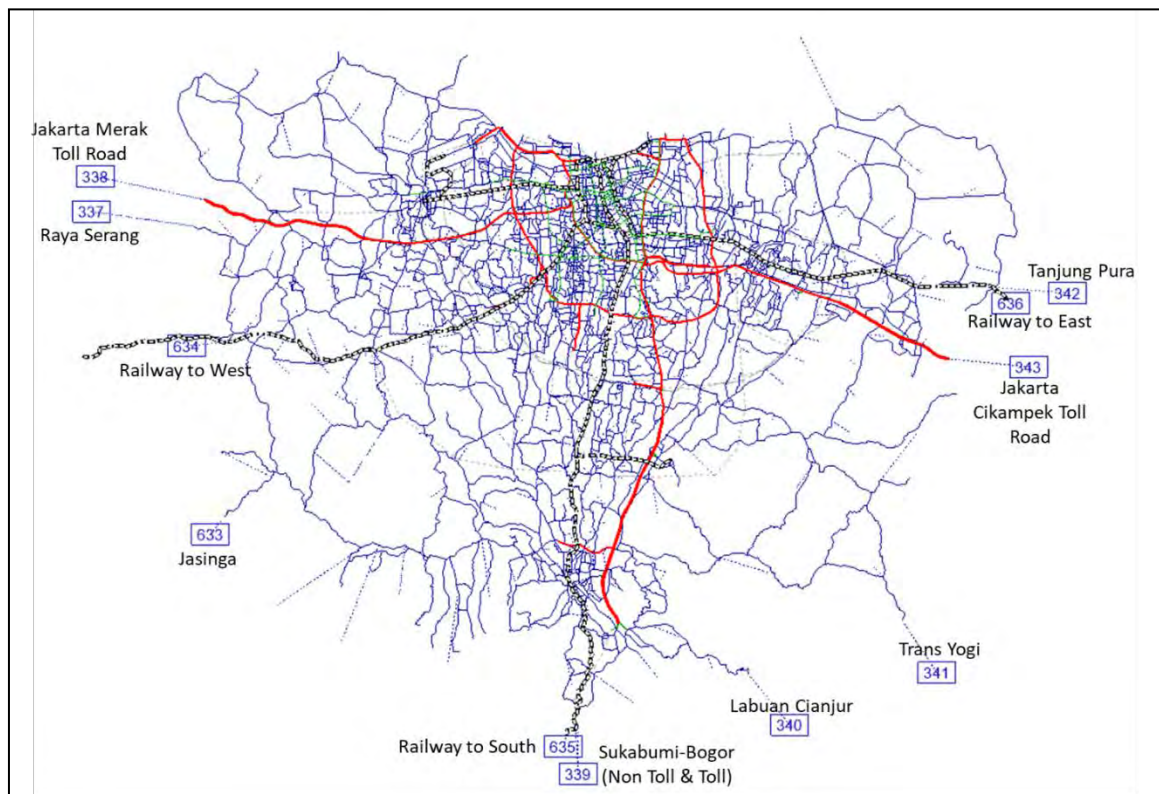 Jakarta Merak
Toll Road
338
337
Raya Serang
Tanjung Pura
342
636
Railway to East
634
Railway to West
343
Jakarta
Cikampek Toll
Road
633
Jasinga
Trans Yogi
341
Labuan Cianjur
340
Railway to South 635
Sukabumi-Bogor
339 (Non Toll & Toll)